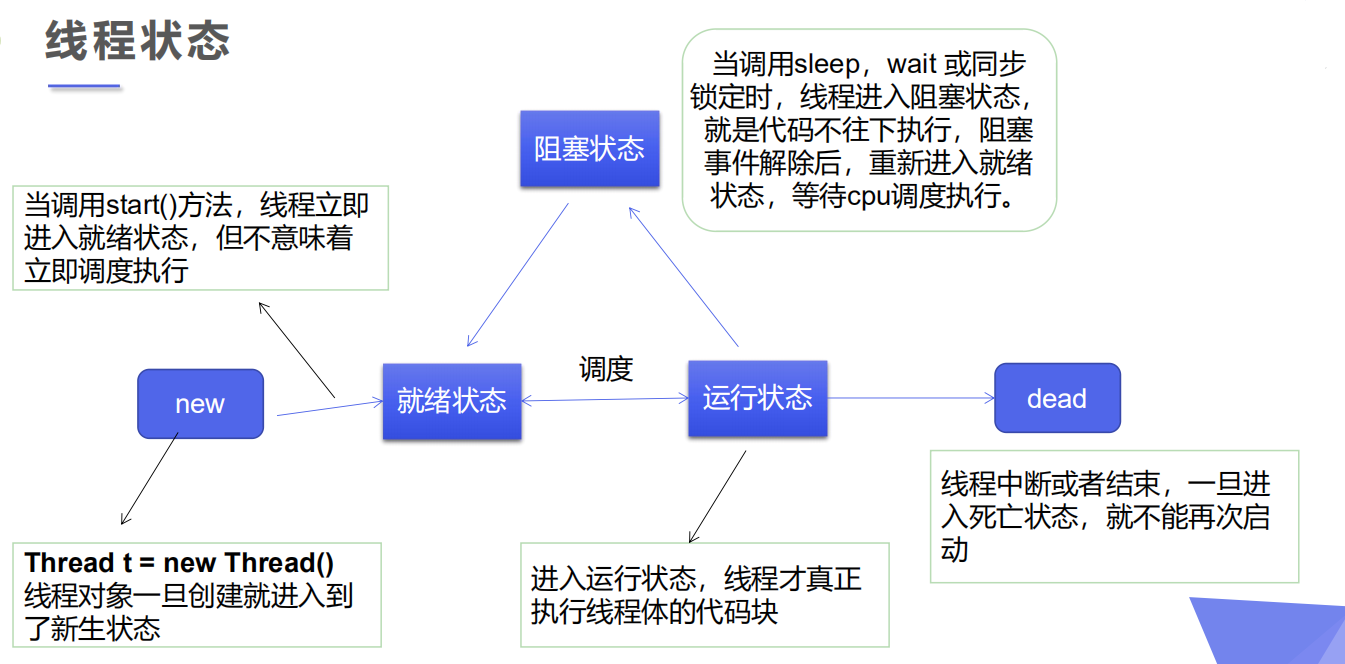 线程状态
当调用sleep，wait 或同步
锁定时，线程进入阻塞状态，
就是代码不往下执行，阻塞
事件解除后，重新进入就绪
状态，等待cpu调度执行。
阻塞状态
当调用start()方法，线程立即
进入就绪状态，但不意味着
立即调度执行
调度
new
就绪状态
运行状态
dead
Thread t = new Thread()
线程对象一旦创建就进入到
了新生状态
进入运行状态，线程才真正
执行线程体的代码块
线程中断或者结束，一旦进
入死亡状态，就不能再次启
动